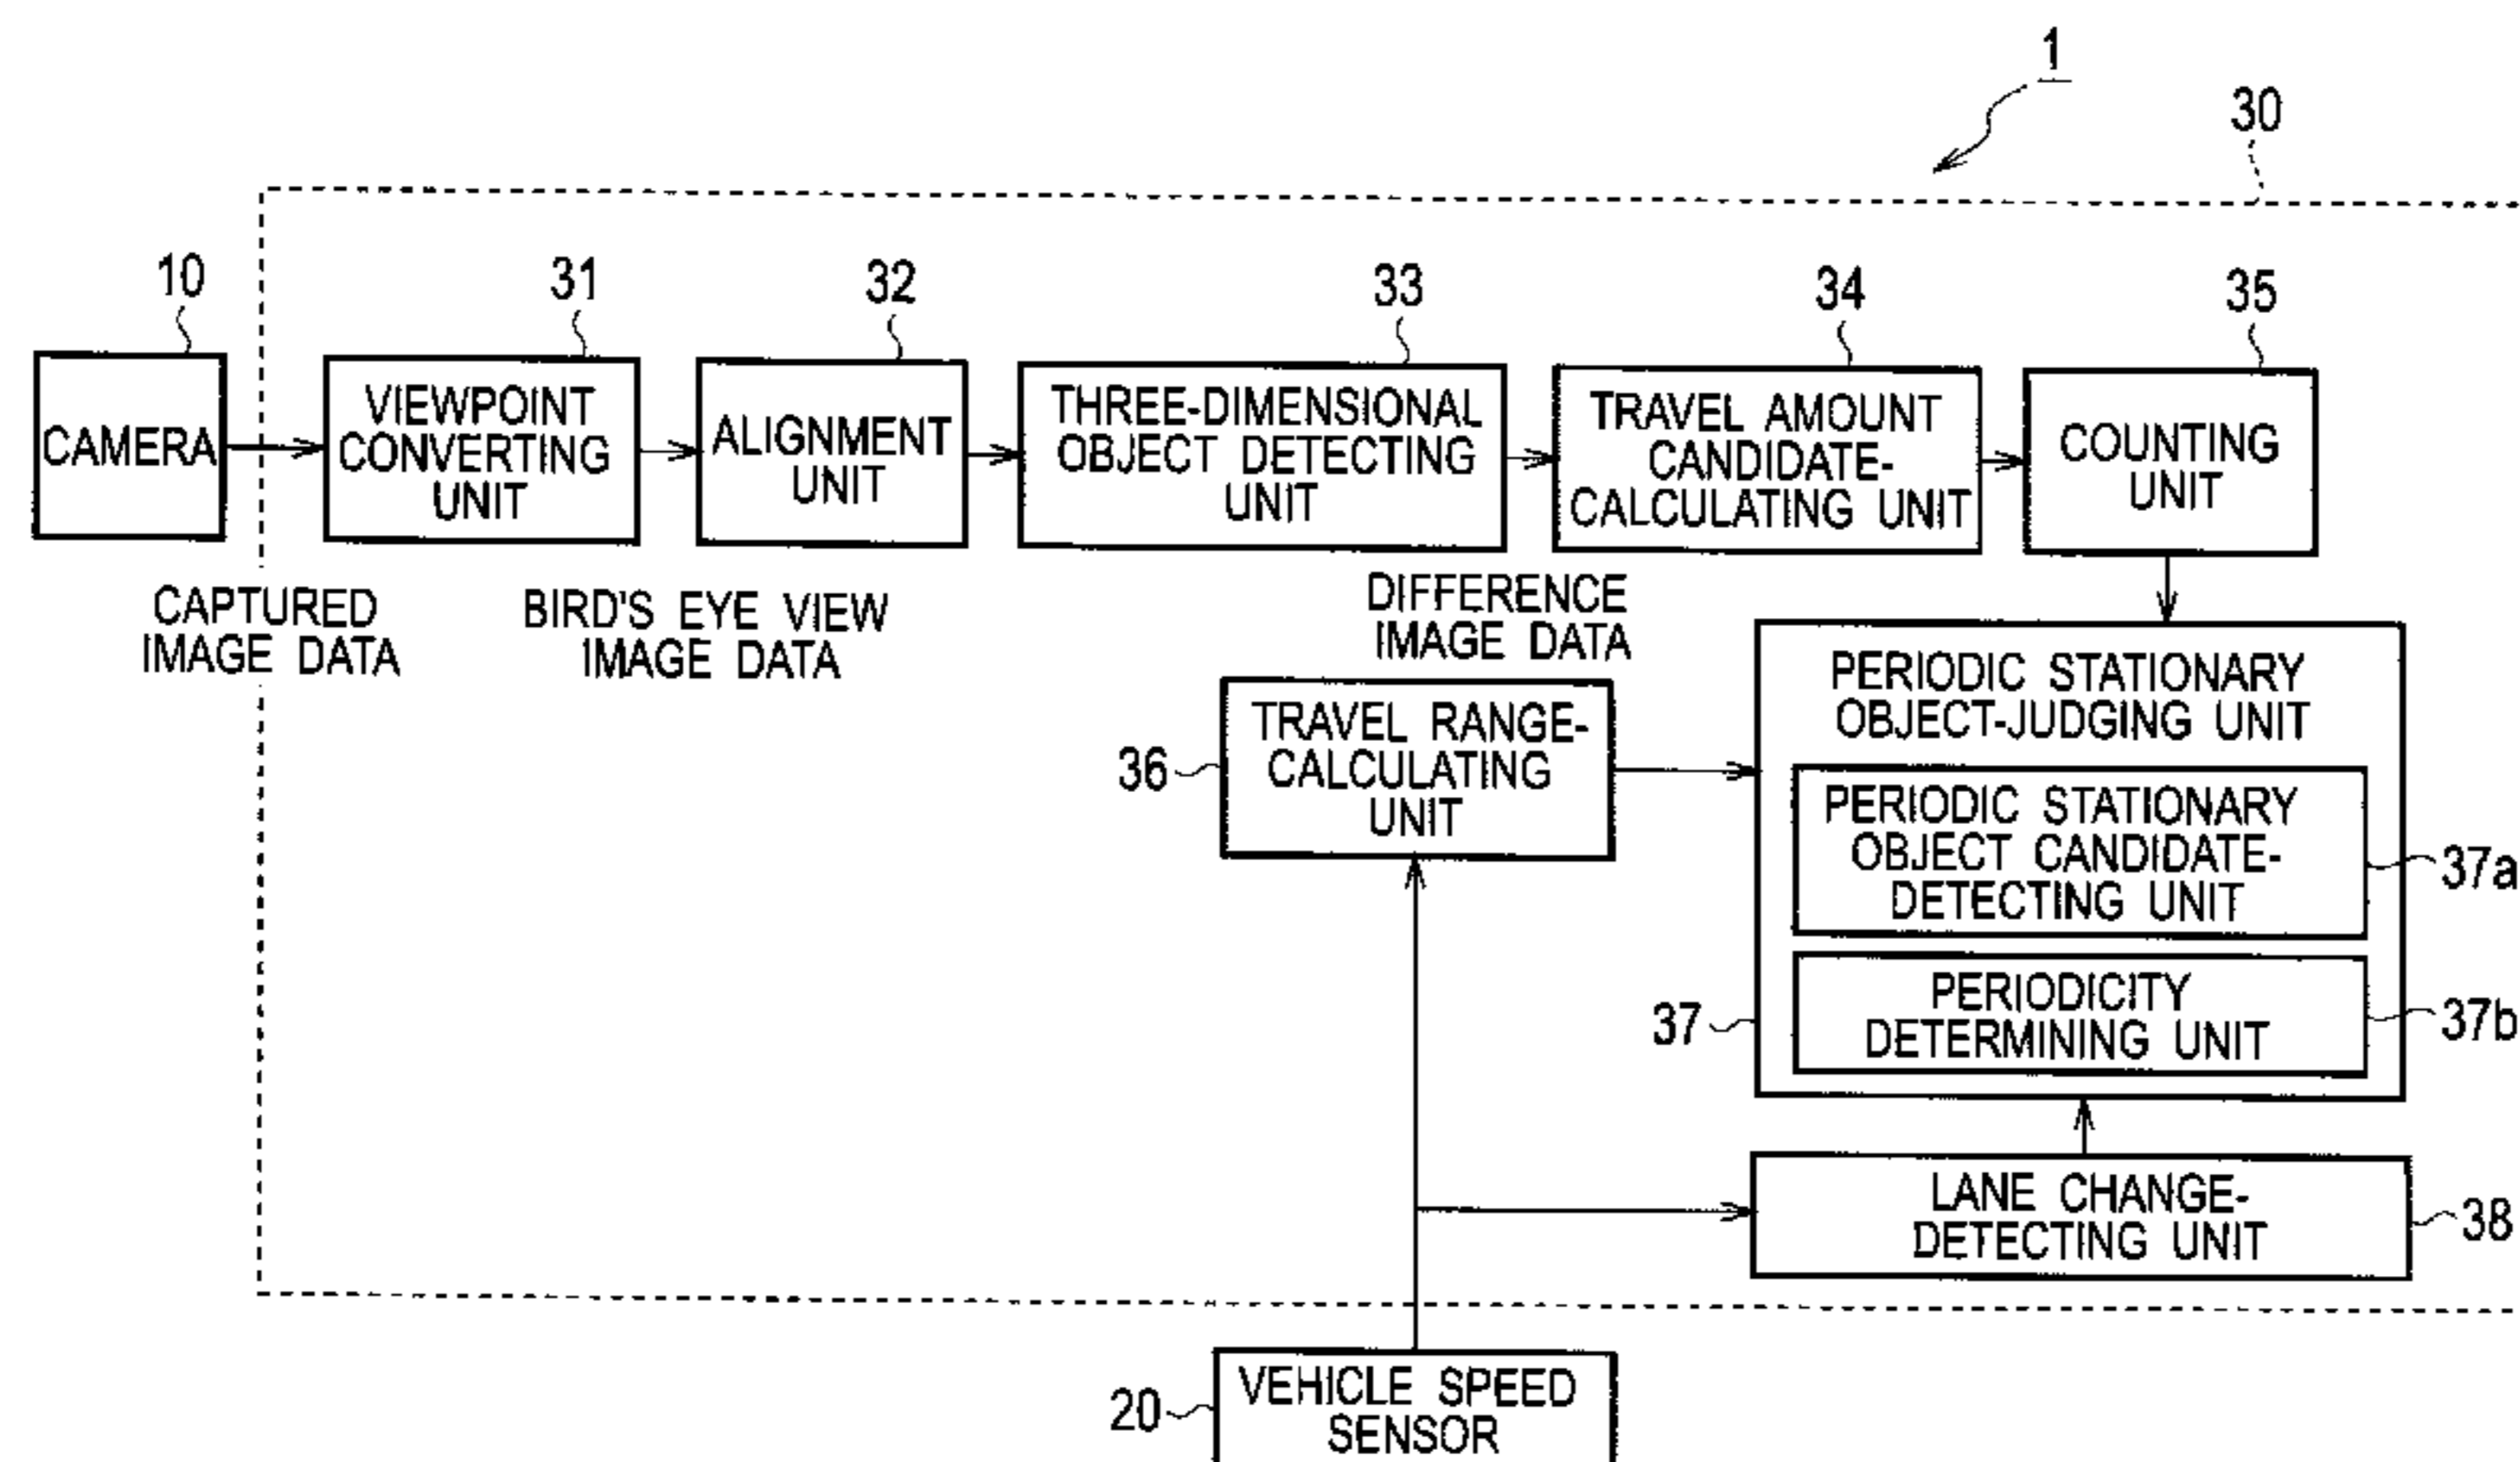 1
30
10
31
32
33
34
35
CAMERA
VIEWPOINT
CONVERTING
UNIT
ALIGNMENT
UNIT
THREE-DIMENSIONAL
OBJECT DETECTING
UNIT
TRAVEL AMOUNT
CANDIDATE-
CALCULATING UNIT
COUNTING
UNIT
CAPTURED
IMAGE DATA
BIRD'S EYE VIEW
IMAGE DATA
DIFFERENCE
IMAGE DATA
36
TRAVEL RANGE-
CALCULATING
UNIT
PERIODIC STATIONARY
OBJECT-JUDGING UNIT
PERIODIC STATIONARY
OBJECT CANDIDATE-
DETECTING UNIT
37a
37
PERIODICITY
DETERMINING UNIT
37b
LANE CHANGE-
DETECTING UNIT
38
20
VEHICLE SPEED
SENSOR